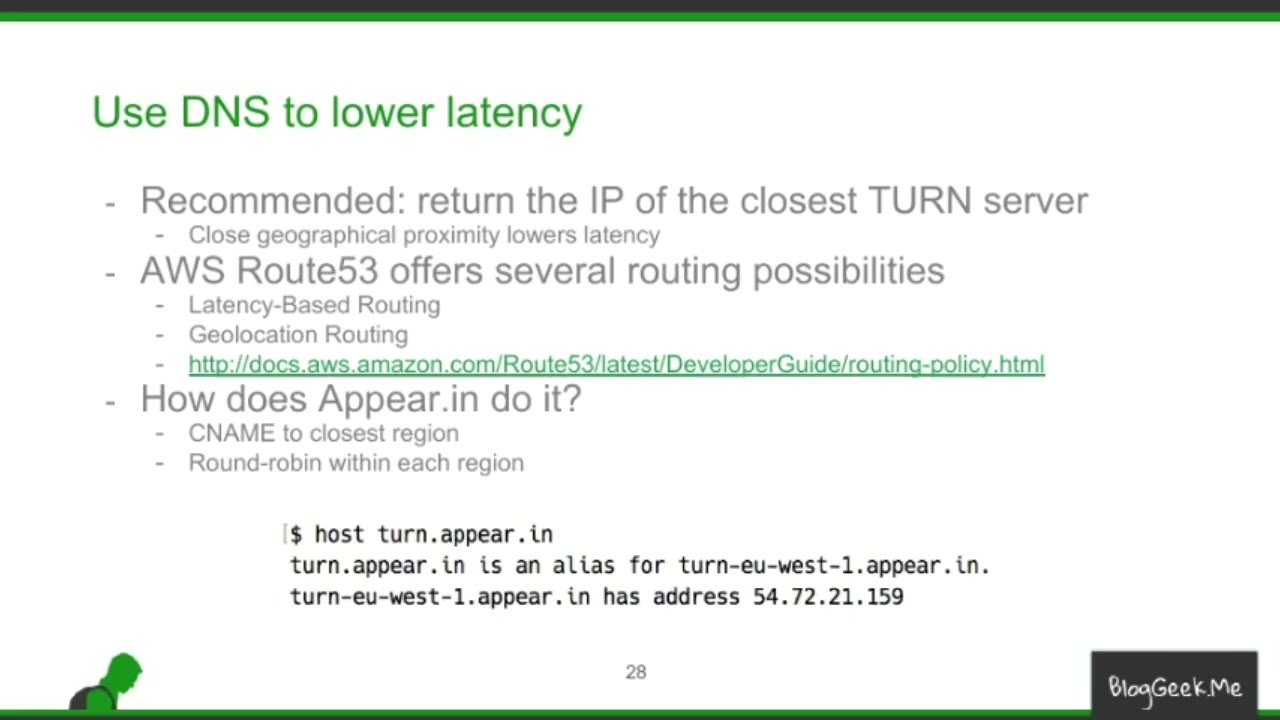 Use DNS to lower latency
- Recommended: return the IP of the closest TURN server
- Close geographical proximity lowers latency
- AWS Route53 offers several routing possibilities
- Latency-Based Routing
- Geolocation Routing
- http://docs.aws.amazon.com/Route53/latest/DeveloperGuide/routing-policy.html
- How does Appear.in do it?
- CNAME to closest region
- Round-robin within each region
[$ host turn.appear.in
turn.appear.in is an alias for turn-eu-west-1.appear.in.
turn-eu-west-1.appear.in has address 54.72.21.159
28
BlogGeek.Me